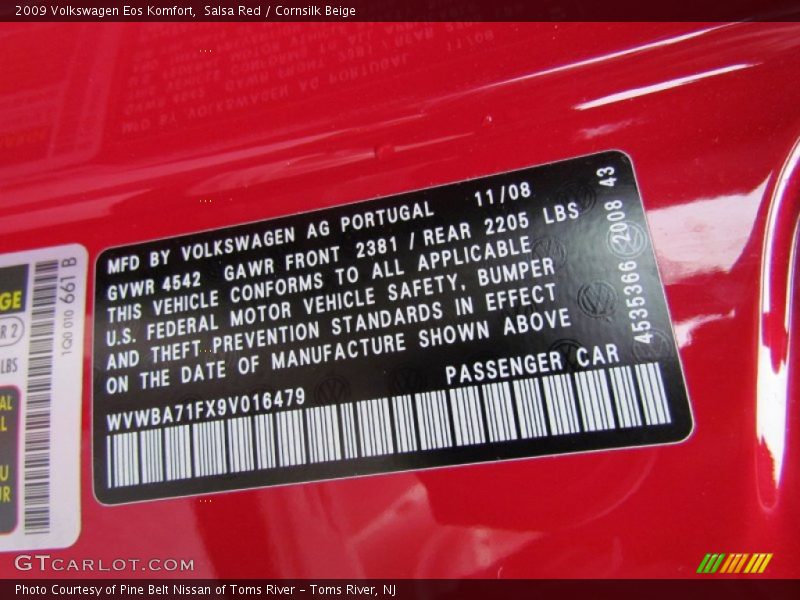 2009 Volkswagen Eos Komfort, Salsa Red / Cornsilk Beige
MFD BY VOLKSWAGEN AG PORTUGAL 11/08
GVWR 4542 GAWR FRONT 2381 / REAR 2205 LBS
THIS VEHICLE CONFORMS TO ALL APPLICABLE
U.S. FEDERAL MOTOR VEHICLE SAFETY, BUMPER
AND THEFT PREVENTION STANDARDS IN EFFECT
ON THE DATE OF MANUFACTURE SHOWN ABOVE
PASSENGER CAR
WVWBA71FX9V016479
4535366 2008 43
1Q0 010 661 B
LBS
GTCARLOT.COM
Photo Courtesy of Pine Belt Nissan of Toms River – Toms River, NJ